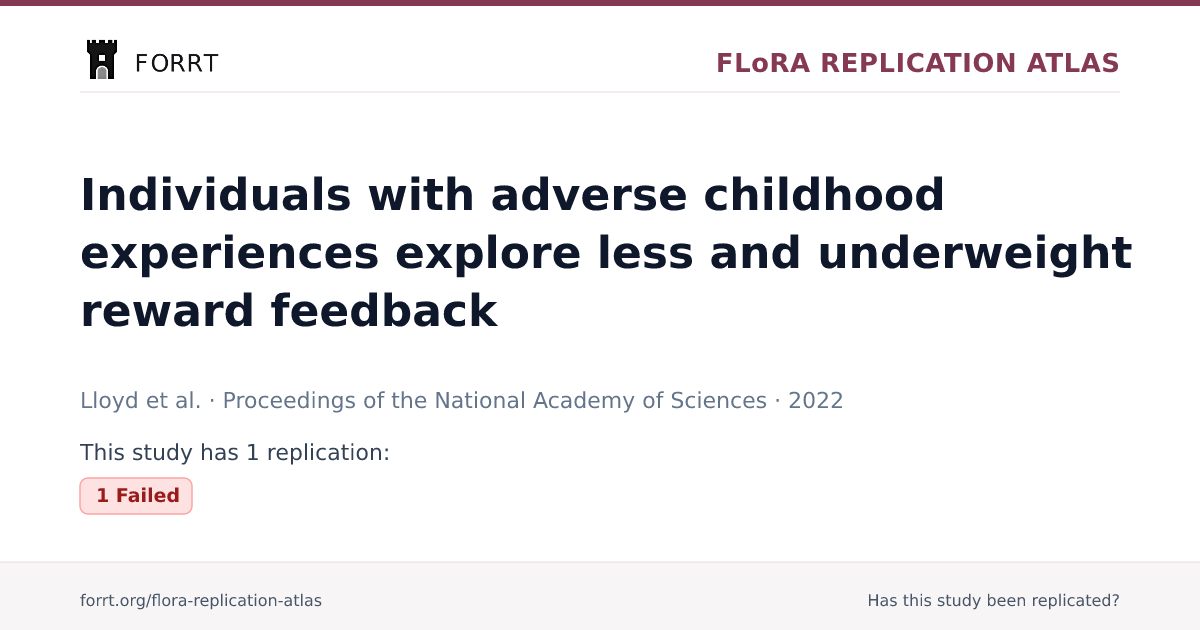 FORRT
FLoRA REPLICATION ATLAS
Individuals with adverse childhood
experiences explore less and underweight
reward feedback
Lloyd et al. · Proceedings of the National Academy of Sciences · 2022
This study has 1 replication:
1 Failed
forrt.org/flora-replication-atlas
Has this study been replicated?